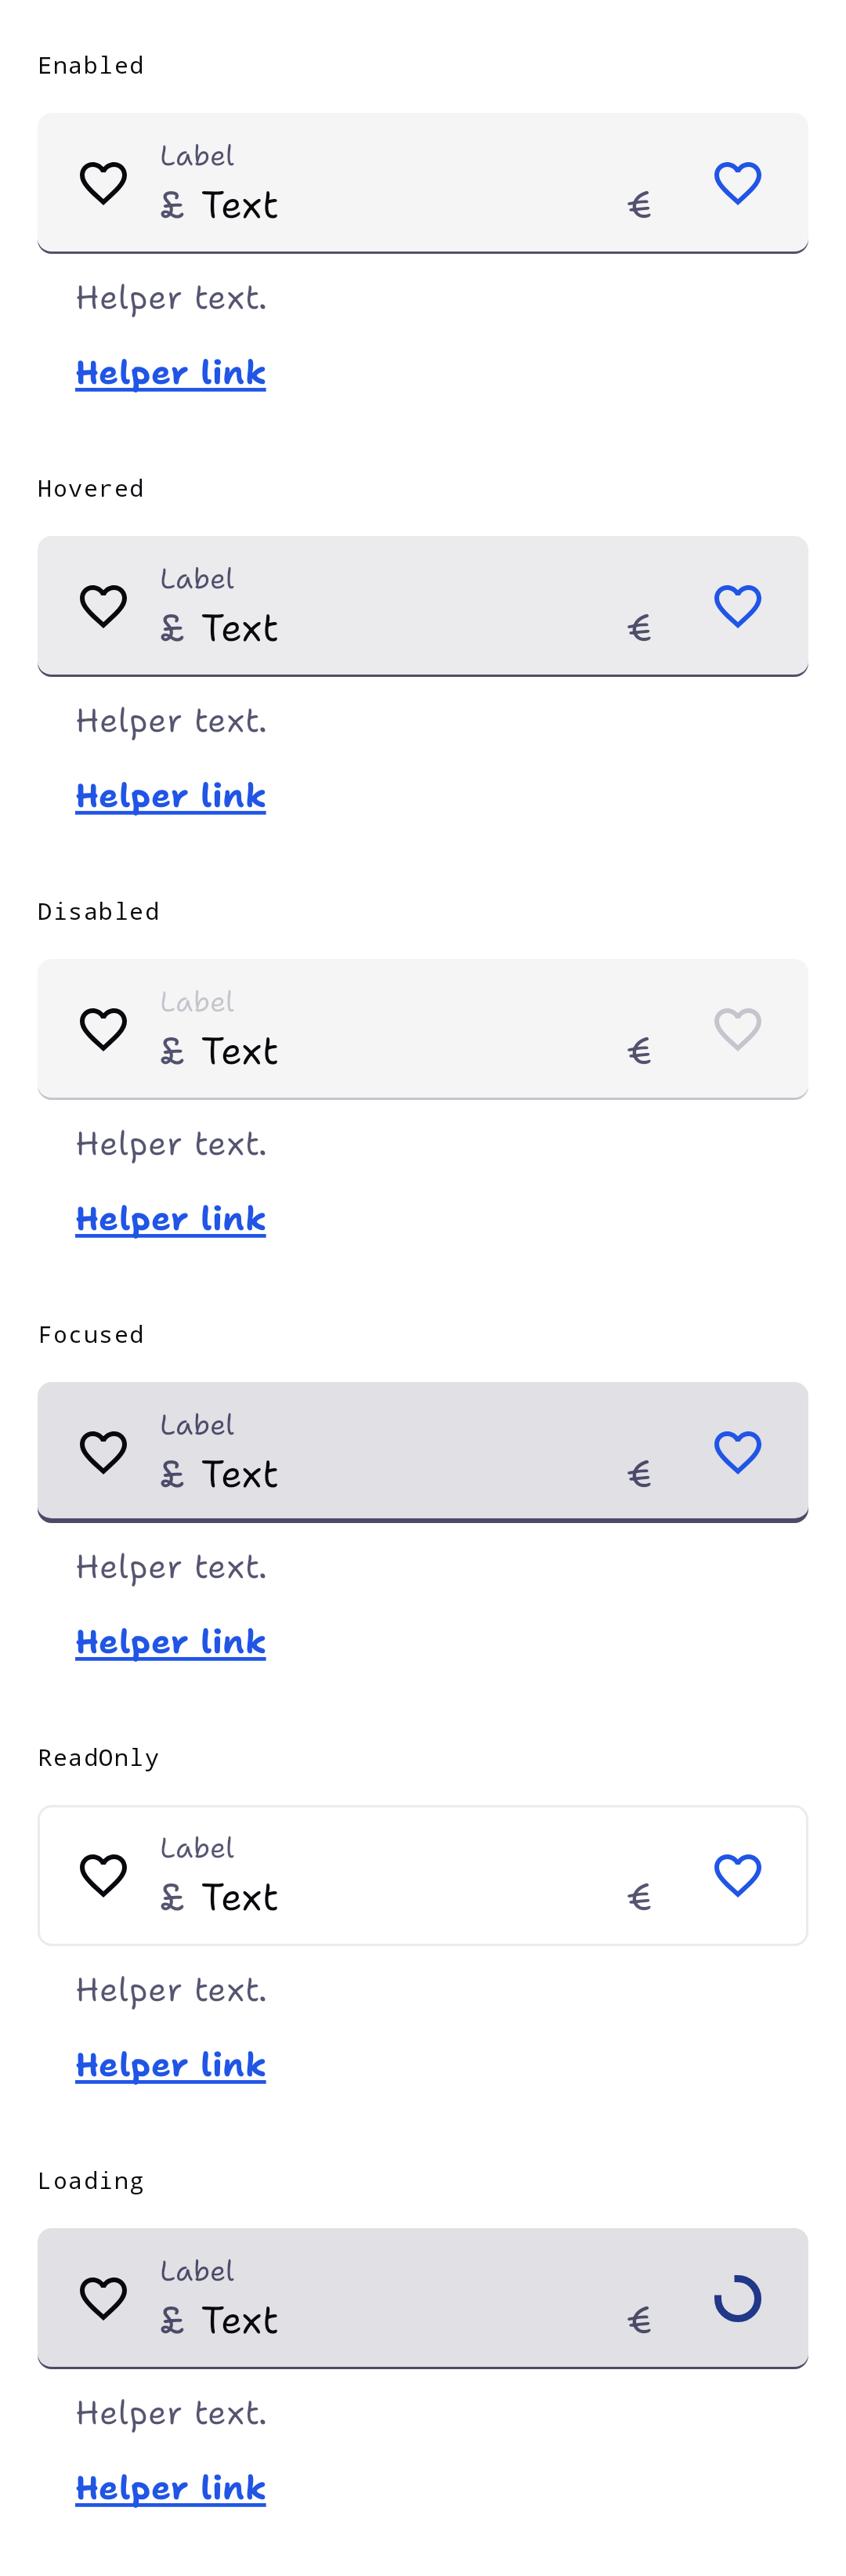 Enabled
Label
£ Text €
Helper text.
Helper link
Hovered
Label
£ Text €
Helper text.
Helper link
Disabled
Label
£ Text €
Helper text.
Helper link
Focused
Label
£ Text €
Helper text.
Helper link
ReadOnly
Label
£ Text €
Helper text.
Helper link
Loading
Label
£ Text €
Helper text.
Helper link